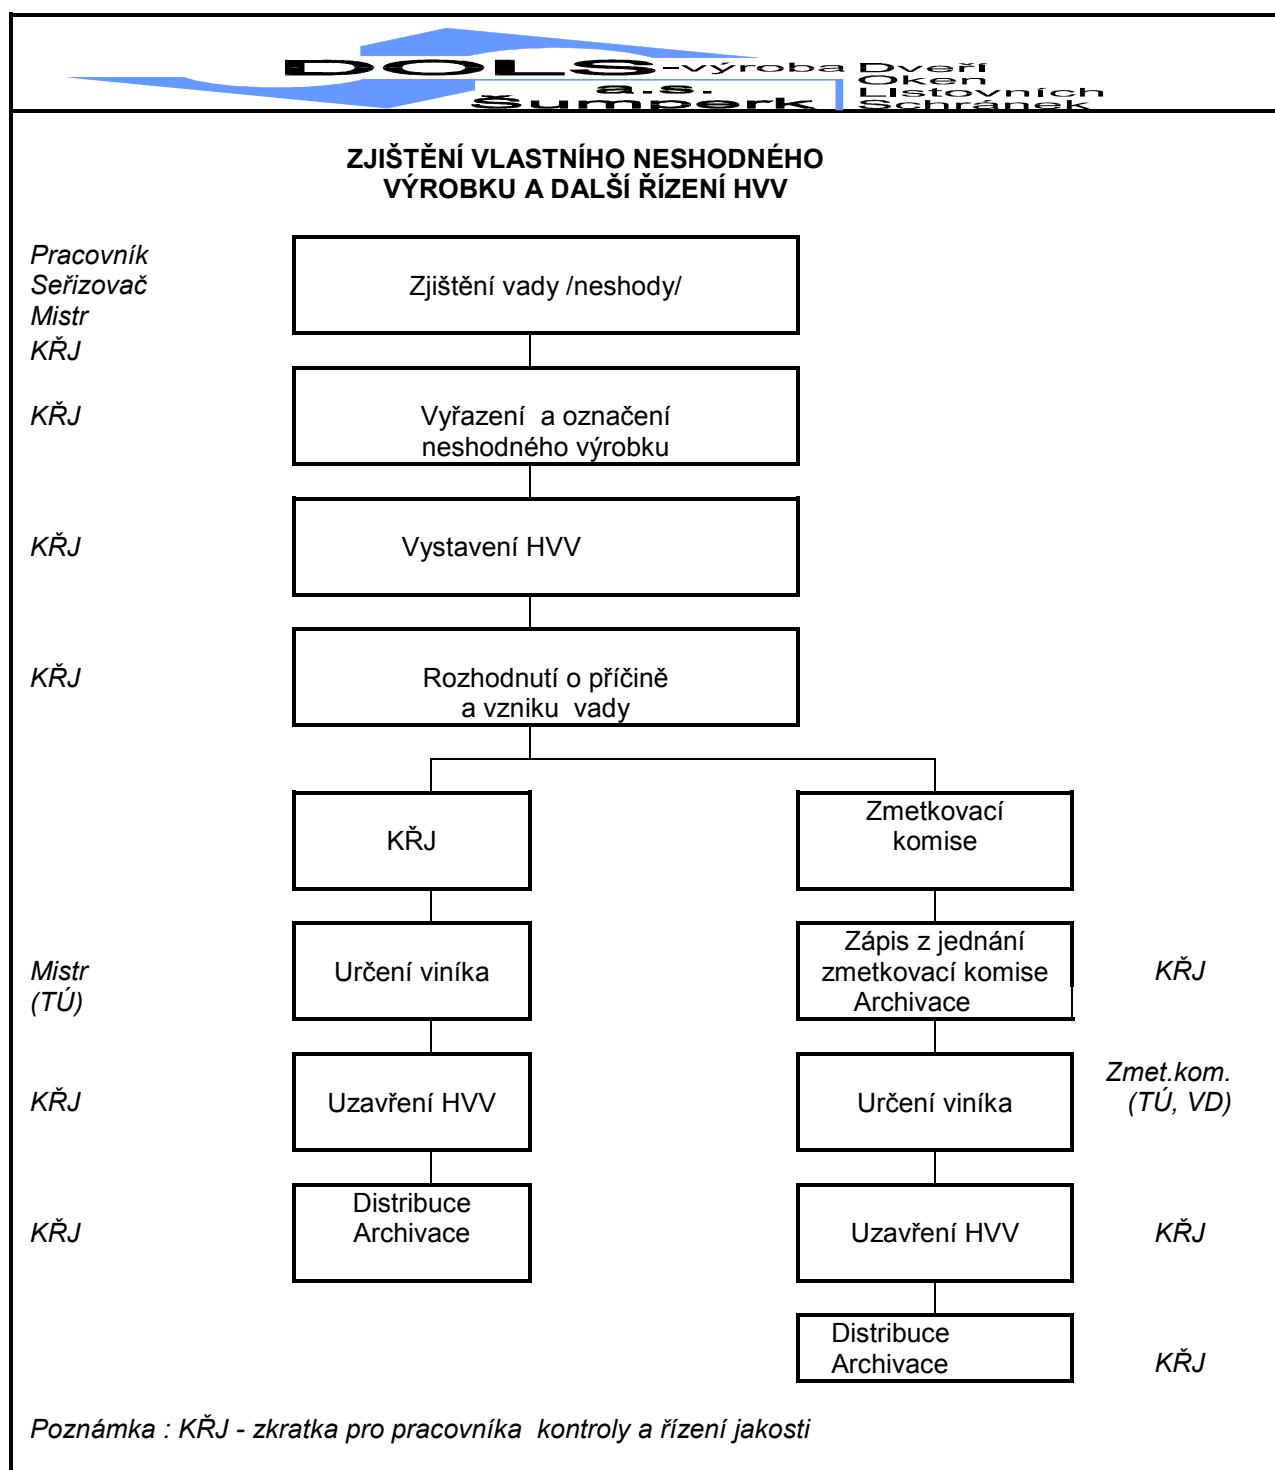 DOLS-výroba Dveří
a.s. Oken
Šumperk Listovních
Schránek
ZJIŠTĚNÍ VLASTNÍHO NESHODNÉHO
VÝROBKU A DALŠÍ ŘÍZENÍ HVV
Pracovník
Seřizovač
Mistr
KŘJ
Zjištění vady /neshody/
KŘJ
Vyřazení a označení
neshodného výrobku
KŘJ
Vystavení HVV
KŘJ
Rozhodnutí o příčině
a vzniku vady
KŘJ
Zmetkovací
komise
Mistr
(TÚ)
Určení viníka
Zápis z jednání
zmetkovací komise
Archivace
KŘJ
KŘJ
Uzavření HVV
Určení viníka
Zmet.kom.
(TÚ, VD)
KŘJ
Distribuce
Archivace
Uzavření HVV
KŘJ
Distribuce
Archivace
KŘJ
Poznámka : KŘJ - zkratka pro pracovníka kontroly a řízení jakosti